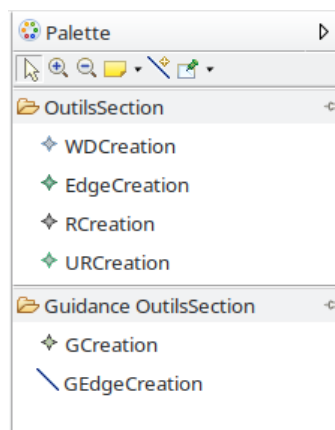 Palette
OutilsSection
WDCreation
EdgeCreation
RCreation
URCreation
Guidance OutilsSection
GCreation
GEdgeCreation